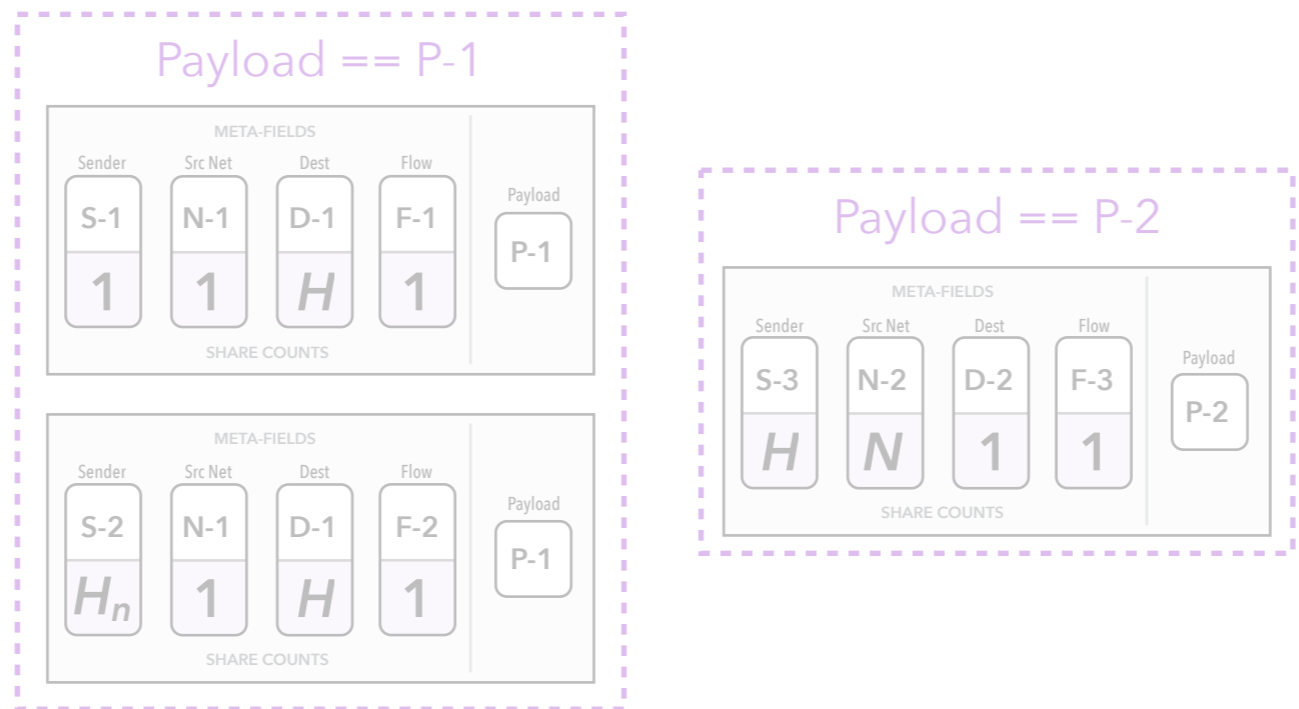 Payload == P-1
META-FIELDS
Sender Src Net Dest Flow
Payload
S-1 N-1 D-1 F-1
P-1
1 1 H 1
SHARE COUNTS
META-FIELDS
Sender Src Net Dest Flow
Payload
S-2 N-1 D-1 F-2
P-1
Hn 1 H 1
SHARE COUNTS
Payload == P-2
META-FIELDS
Sender Src Net Dest Flow
Payload
S-3 N-2 D-2 F-3
P-2
H N 1 1
SHARE COUNTS